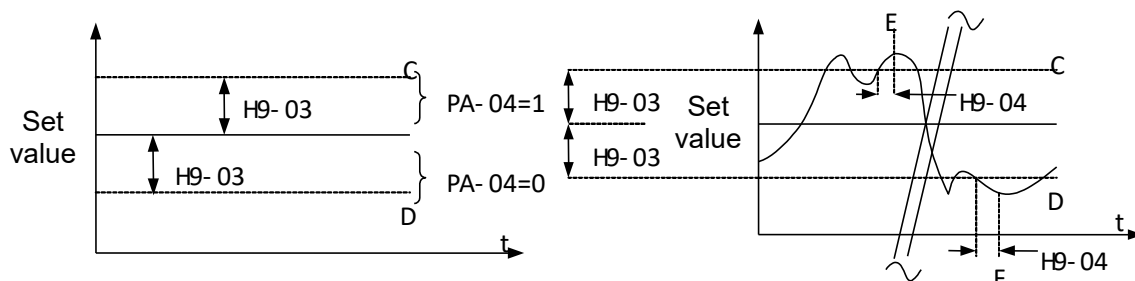 C
H9-03
PA-04=1
Set
value
H9-03
PA-04=0
D
t
E
C
H9-03
H9-04
Set
value
H9-03
D
t
H9-04
F